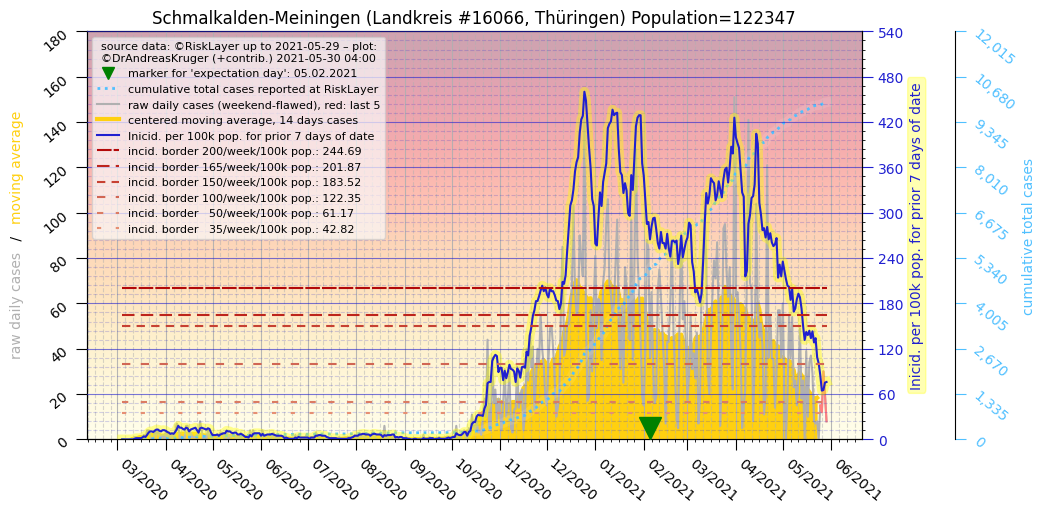 Schmalkalden-Meiningen (Landkreis #16066, Thüringen) Population=122347
source data: ©RiskLayer up to 2021-05-29 – plot:
©DrAndreasKruger (+contrib.) 2021-05-30 04:00
marker for 'expectation day': 05.02.2021
cumulative total cases reported at RiskLayer
raw daily cases (weekend-flawed), red: last 5
centered moving average, 14 days cases
Inicid. per 100k pop. for prior 7 days of date
incid. border 200/week/100k pop.: 244.69
incid. border 165/week/100k pop.: 201.87
incid. border 150/week/100k pop.: 183.52
incid. border 100/week/100k pop.: 122.35
incid. border   50/week/100k pop.: 61.17
incid. border   35/week/100k pop.: 42.82
raw daily cases  /  moving average
180
160
140
120
100
80
60
40
20
0
03/2020
04/2020
05/2020
06/2020
07/2020
08/2020
09/2020
10/2020
11/2020
12/2020
01/2021
02/2021
03/2021
04/2021
05/2021
06/2021
540
480
420
360
300
240
180
120
60
0
Inicid. per 100k pop. for prior 7 days of date
12,015
10,680
9,345
8,010
6,675
5,340
4,005
2,670
1,335
0
cumulative total cases